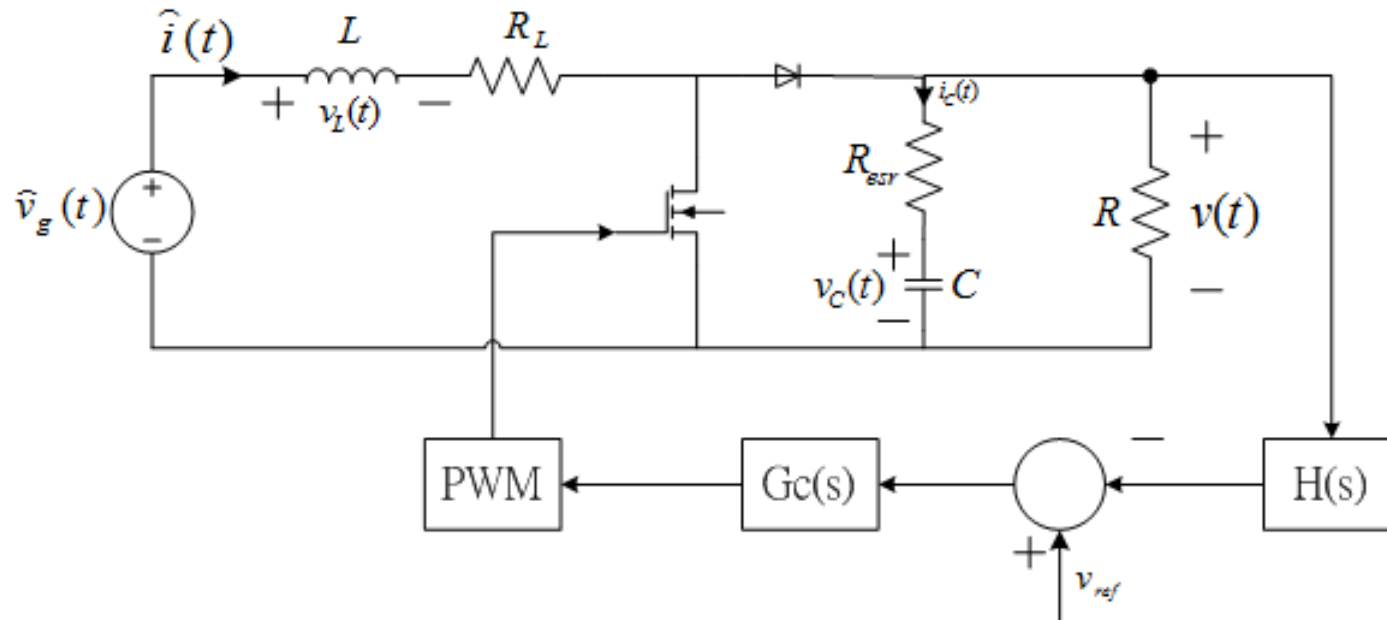 î(t)
L
R_L
+ v_L(t) −
i_C(t)
v̂_g(t)
+
−
R_esr
+
v_C(t)
−
C
R
+
v(t)
−
PWM
Gc(s)
−
+
H(s)
v_ref